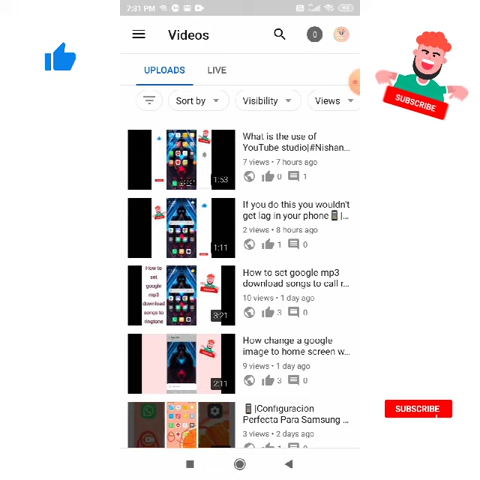 7:31 PM
Videos
0
UPLOADS
LIVE
Sort by
Visibility
Views
SUBSCRIBE
What is the use of
YouTube studio|#Nishan...
7 views • 7 hours ago
0
1
1:53
If you do this you wouldn't
get lag in your phone 📱|...
2 views • 8 hours ago
1
0
1:11
How to
set
google
mp3
download
songs to
ringtone
3:21
How to set google mp3
download songs to call r...
10 views • 1 day ago
3
0
How change a google
image to home screen w...
9 views • 1 day ago
3
0
2:11
📱|Configuracion
Perfecta Para Samsung ...
3 views • 2 days ago
SUBSCRIBE